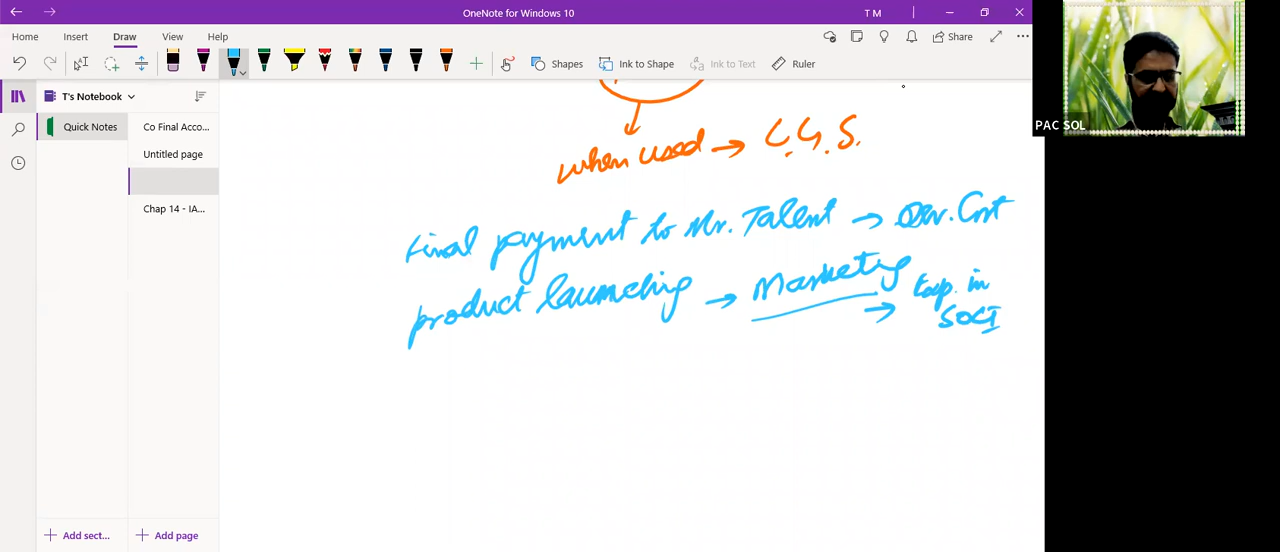 OneNote for Windows 10
T M
Home Insert Draw View Help
Share
Shapes Ink to Shape Ink to Text Ruler
T's Notebook
Quick Notes
Co Final Acco...
Untitled page
Chap 14 - IA...
when used → C.G.S.
Final payment to Mr. Talent → Dev. Cost
product launching → Marketing
→ Exp. in
SOCI
Add sect...
Add page
PAC SOL